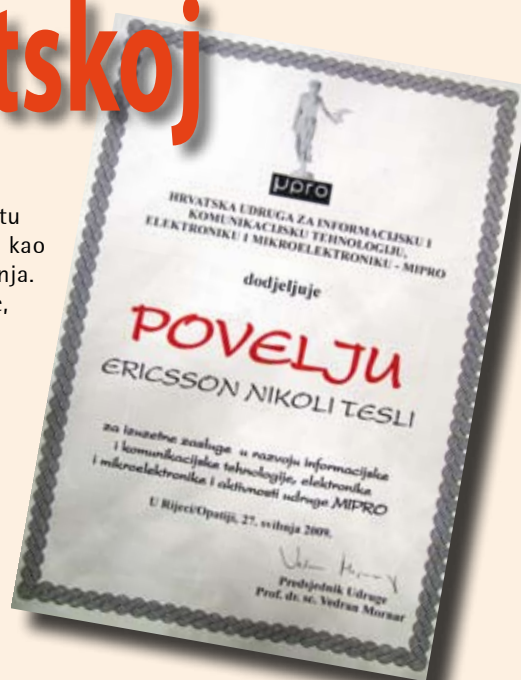 tskoj
tu
kao
nja.
,
µpro
HRVATSKA UDRUGA ZA INFORMACIJSKU I
KOMUNIKACIJSKU TEHNOLOGIJU,
ELEKTRONIKU I MIKROELEKTRONIKU - MIPRO
dodjeljuje
POVELJU
ERICSSON NIKOLI TESLI
za izuzetne zasluge u razvoju informacijske
i komunikacijske tehnologije, elektronike
i mikroelektronike i aktivnosti udruge MIPRO
U Rijeci/Opatiji, 27. svibnja 2009.
Predsjednik Udruge
Prof. dr. sc. Vedran Mornar